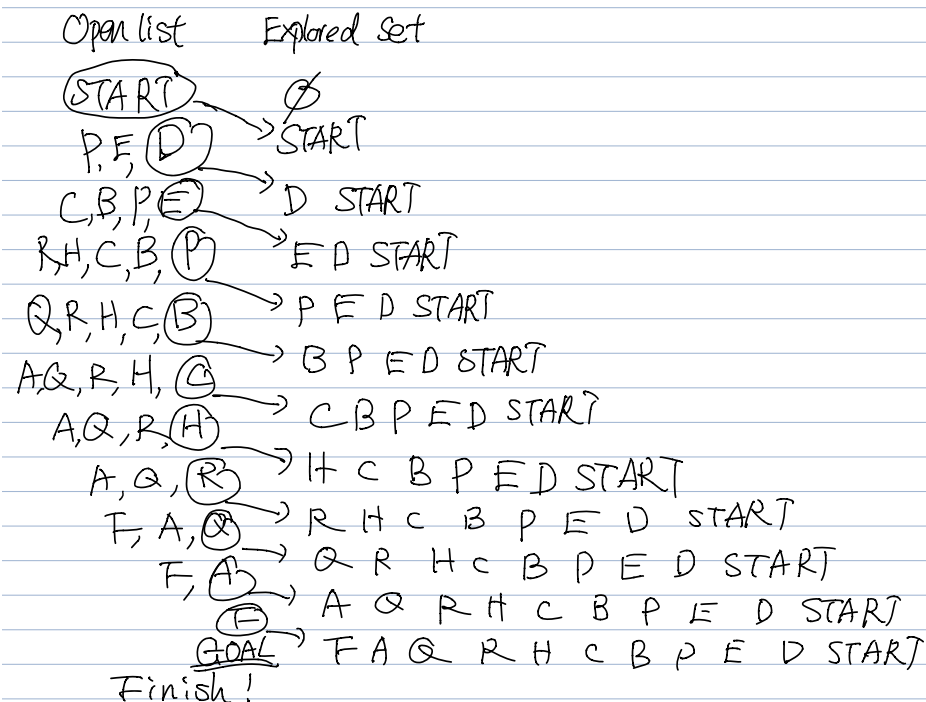 Open list Explored set
START Ø
P, E, D START
C, B, P, E D START
R, H, C, B, P E D START
Q, R, H, C, B P E D START
A, Q, R, H, C B P E D START
A, Q, R, H C B P E D START
A, Q, R H C B P E D START
F, A, Q R H C B P E D START
F, A Q R H C B P E D START
F A Q R H C B P E D START
GOAL F A Q R H C B P E D START
Finish!